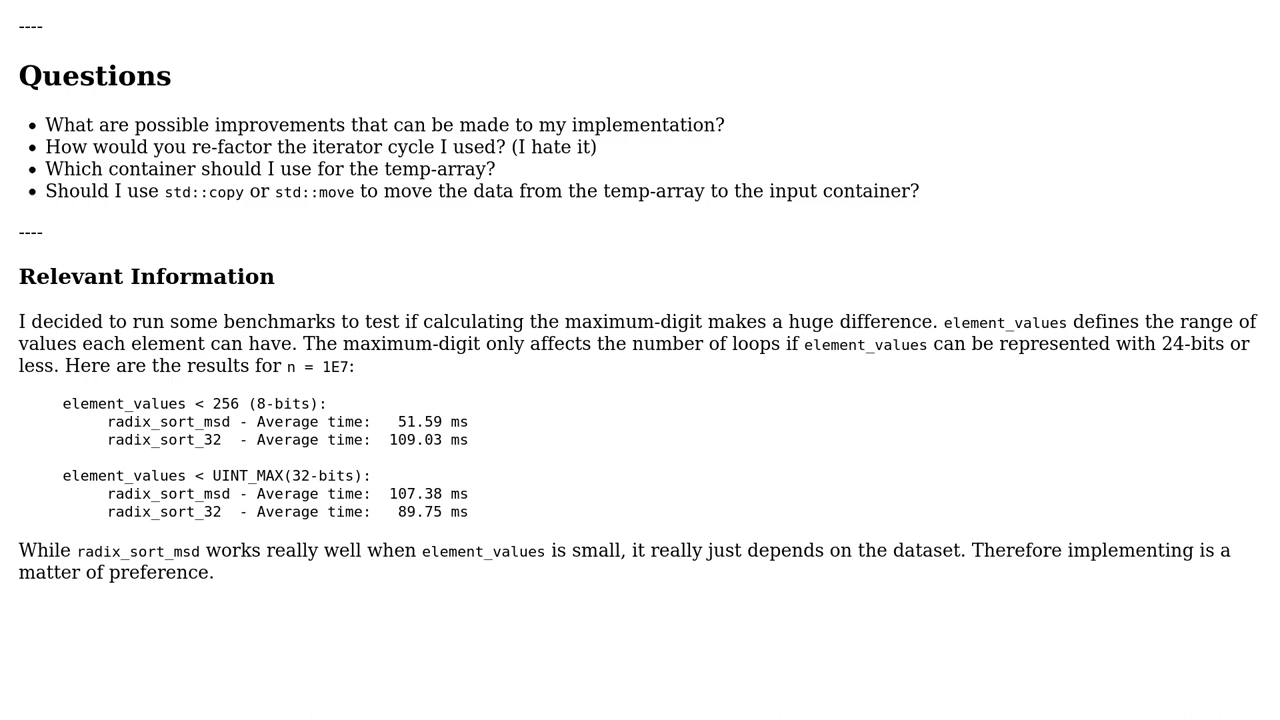 ----
Questions
• What are possible improvements that can be made to my implementation?
• How would you re-factor the iterator cycle I used? (I hate it)
• Which container should I use for the temp-array?
• Should I use std::copy or std::move to move the data from the temp-array to the input container?
----
Relevant Information
I decided to run some benchmarks to test if calculating the maximum-digit makes a huge difference. element_values defines the range of
values each element can have. The maximum-digit only affects the number of loops if element_values can be represented with 24-bits or
less. Here are the results for n = 1E7:
element_values < 256 (8-bits):
radix_sort_msd - Average time:   51.59 ms
radix_sort_32  - Average time:  109.03 ms
element_values < UINT_MAX(32-bits):
radix_sort_msd - Average time:  107.38 ms
radix_sort_32  - Average time:   89.75 ms
While radix_sort_msd works really well when element_values is small, it really just depends on the dataset. Therefore implementing is a
matter of preference.